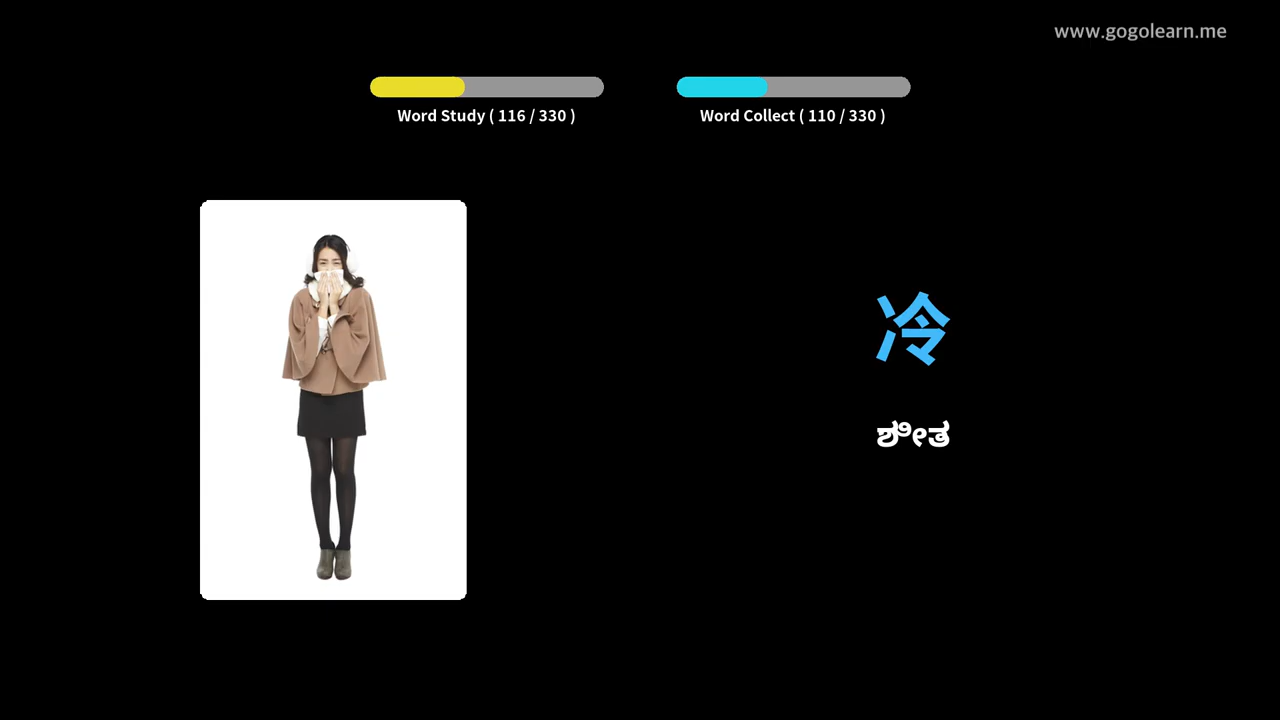 www.gogolearn.me
Word Study ( 116 / 330 )
Word Collect ( 110 / 330 )
冷
ಶೀತ